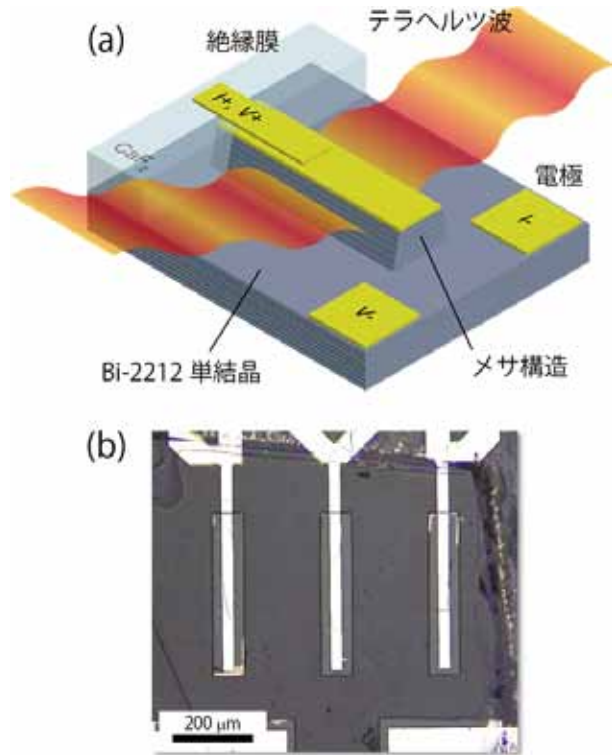 (a)
テラヘルツ波
絶縁膜
I+, V+
CaF₂
電極
I-
V-
Bi-2212 単結晶
メサ構造
(b)
200 μm